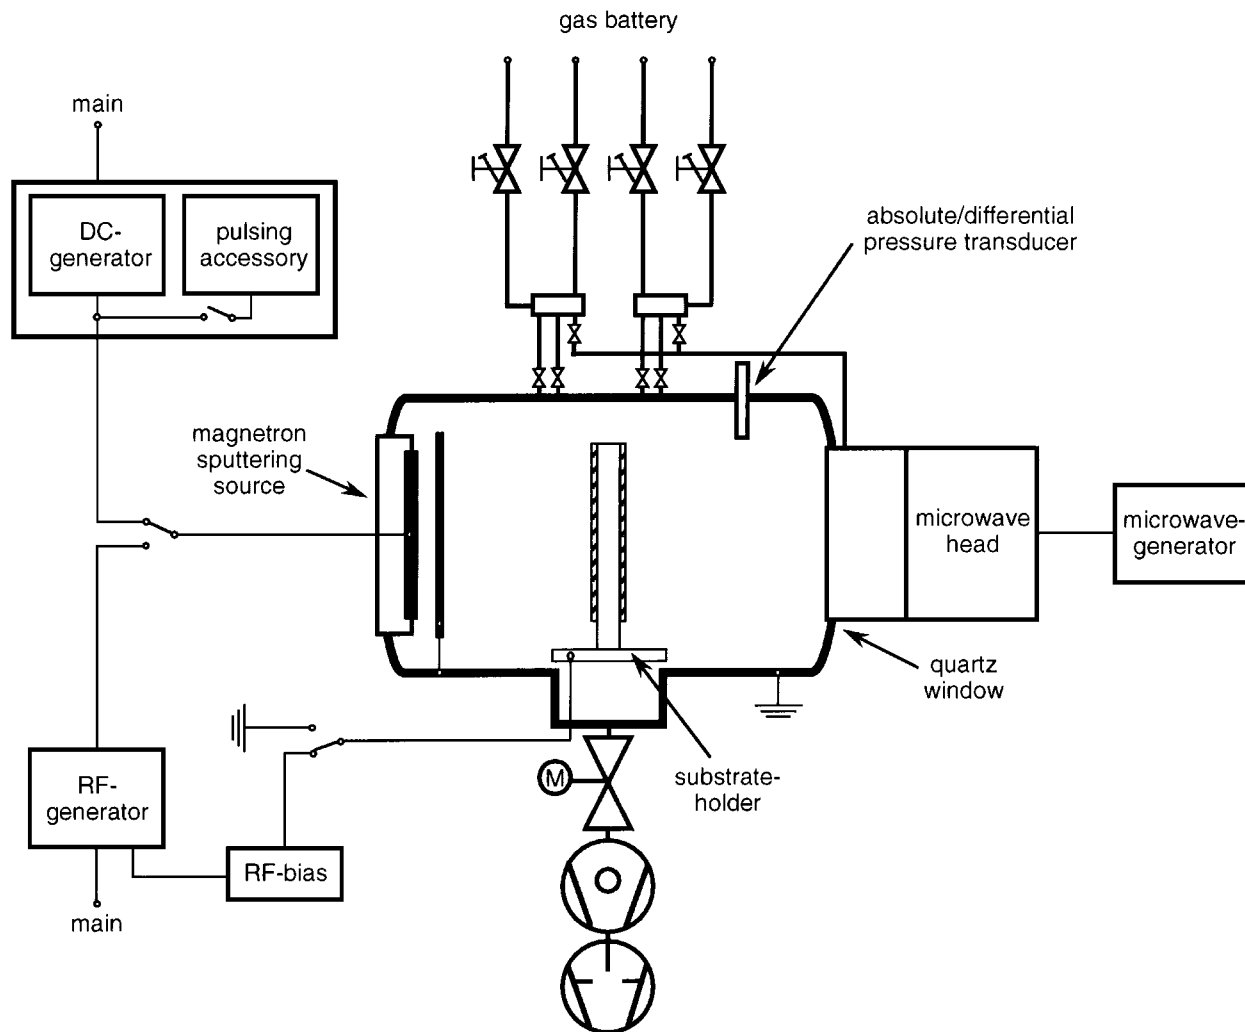 gas battery
main
DC-
generator
pulsing
accessory
absolute/differential
pressure transducer
magnetron
sputtering
source
microwave
head
microwave-
generator
quartz
window
substrate-
holder
M
RF-
generator
RF-bias
main